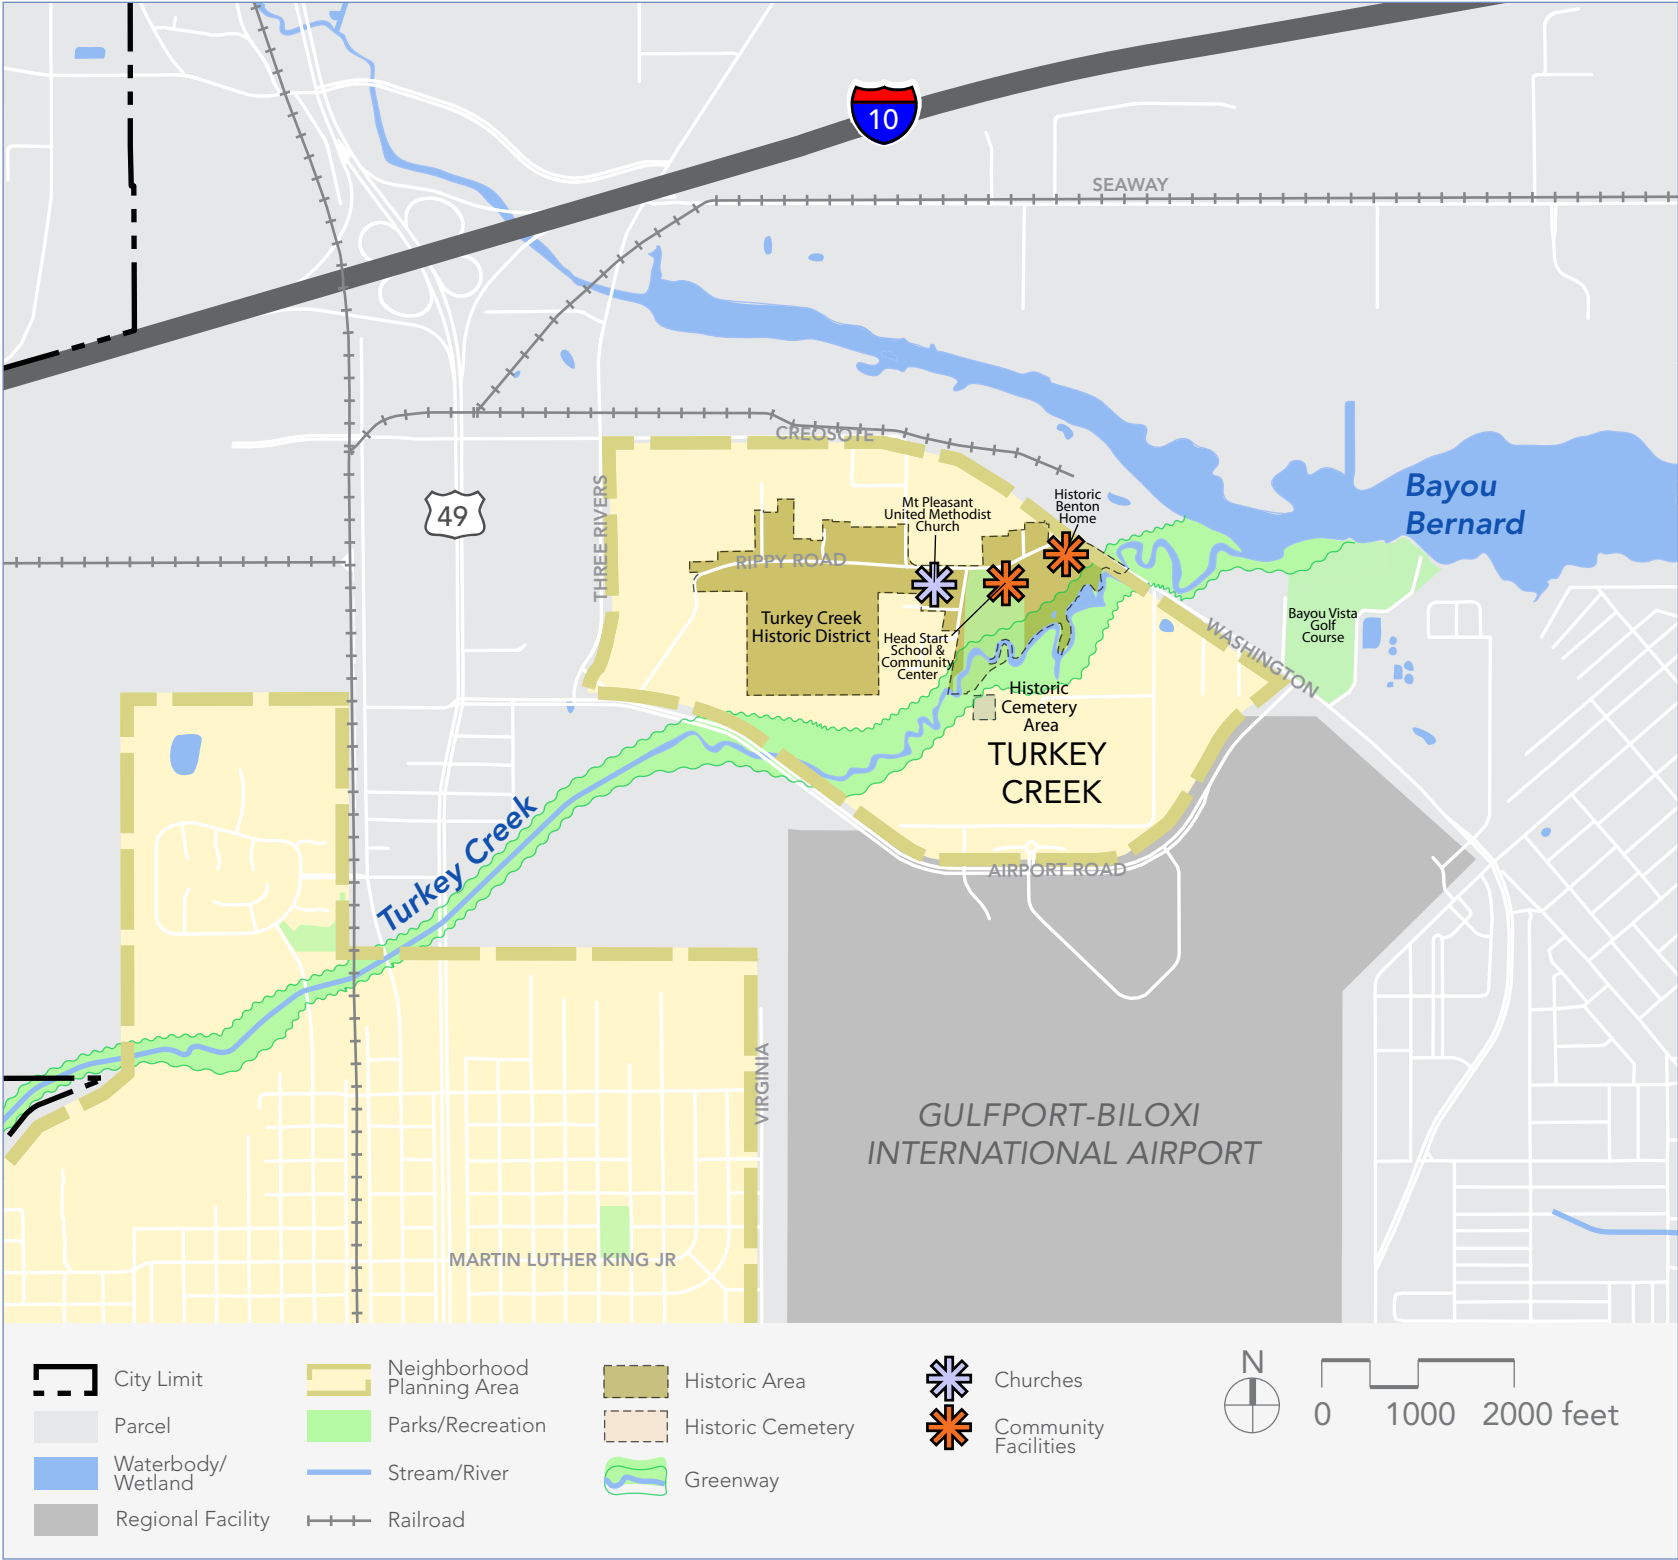 10
SEAWAY
CREOSOTE
Bayou
Bernard
49
THREE RIVERS
Mt Pleasant
United Methodist
Church
Historic
Benton
Home
RIPPY ROAD
Turkey Creek
Historic District
Head Start
School &
Community
Center
Bayou Vista
Golf
Course
WASHINGTON
Historic
Cemetery
Area
TURKEY
CREEK
Turkey Creek
AIRPORT ROAD
VIRGINIA
GULFPORT-BILOXI
INTERNATIONAL AIRPORT
MARTIN LUTHER KING JR
City Limit
Parcel
Waterbody/
Wetland
Regional Facility
Neighborhood
Planning Area
Parks/Recreation
Stream/River
Railroad
Historic Area
Historic Cemetery
Greenway
Churches
Community
Facilities
N
0 1000 2000 feet